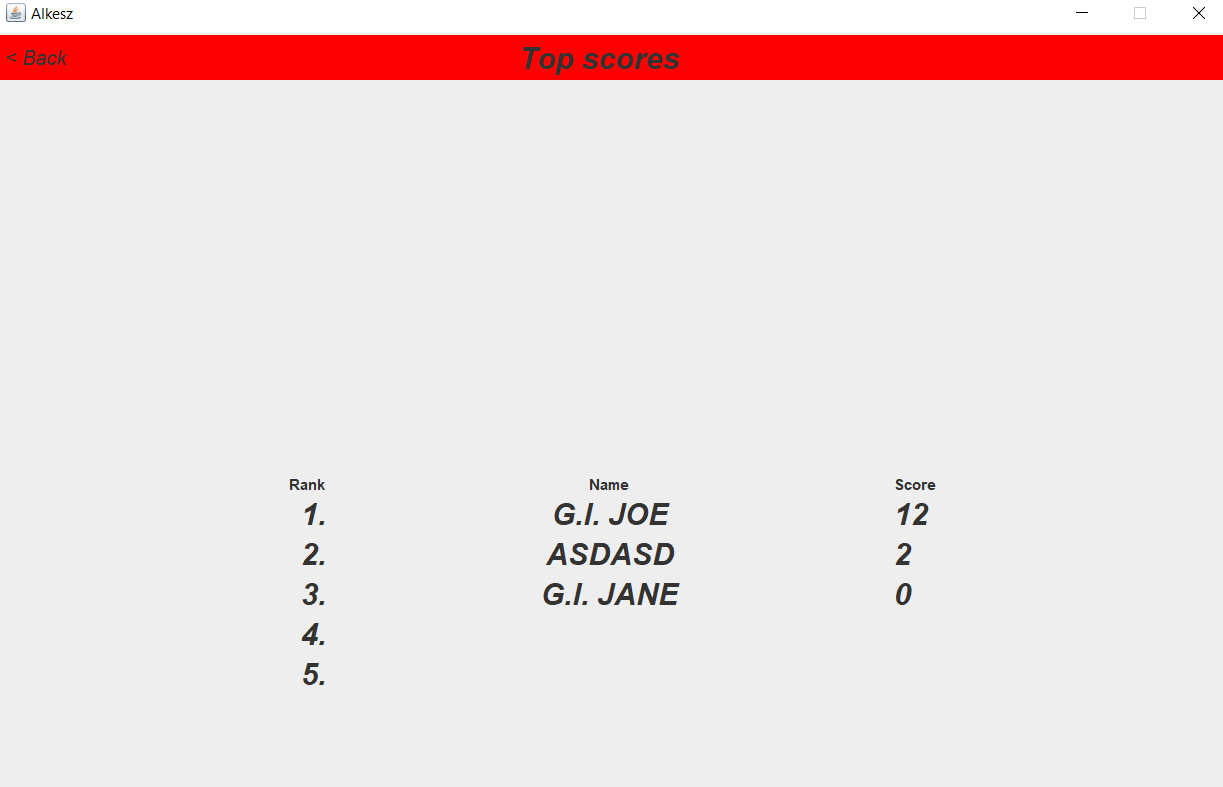 Alkesz
< Back Top scores
Rank Name Score
1. G.I. JOE 12
2. ASDASD 2
3. G.I. JANE 0
4.
5.